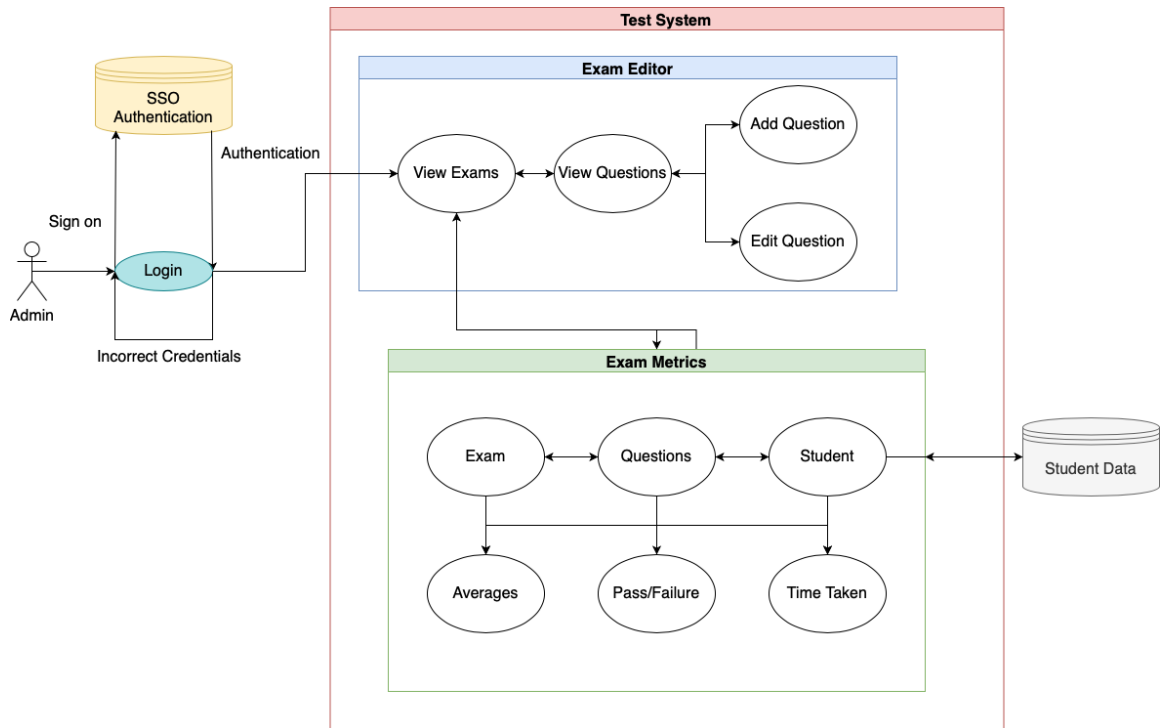 Test System
Exam Editor
SSO
Authentication
Add Question
Authentication
View Exams
View Questions
Sign on
Edit Question
Login
Admin
Incorrect Credentials
Exam Metrics
Exam
Questions
Student
Student Data
Averages
Pass/Failure
Time Taken